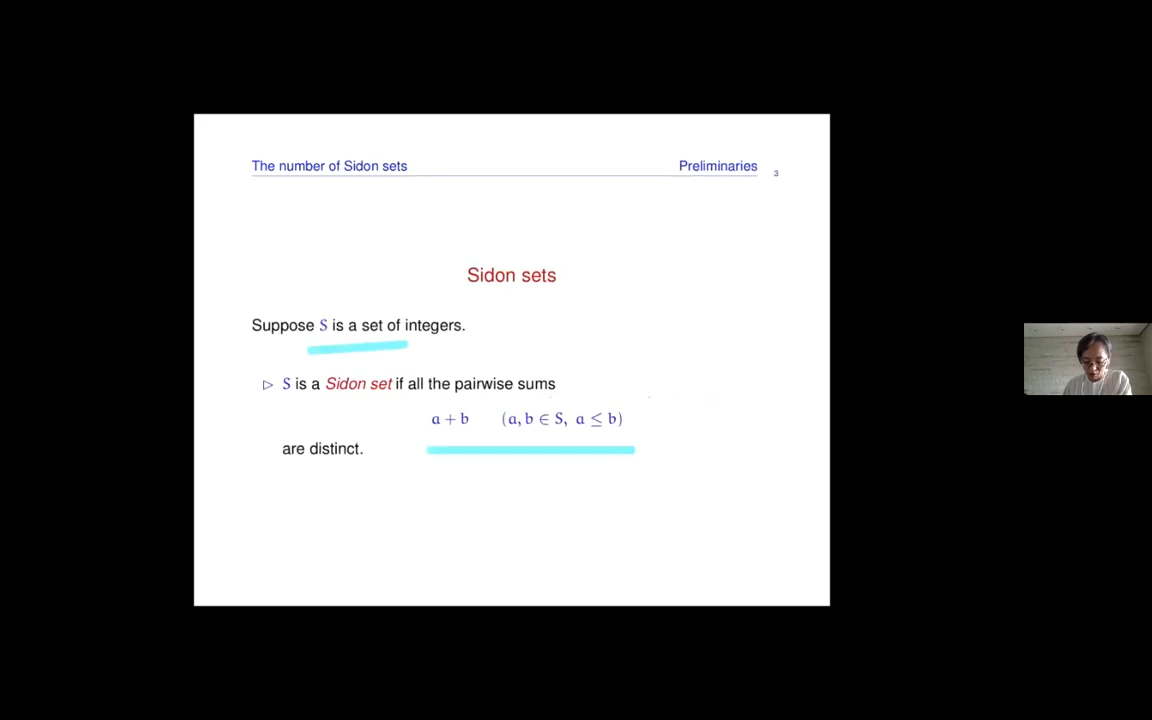 The number of Sidon sets Preliminaries 3
Sidon sets
Suppose S is a set of integers.
▷ S is a Sidon set if all the pairwise sums
a + b (a, b ∈ S, a ≤ b)
are distinct.